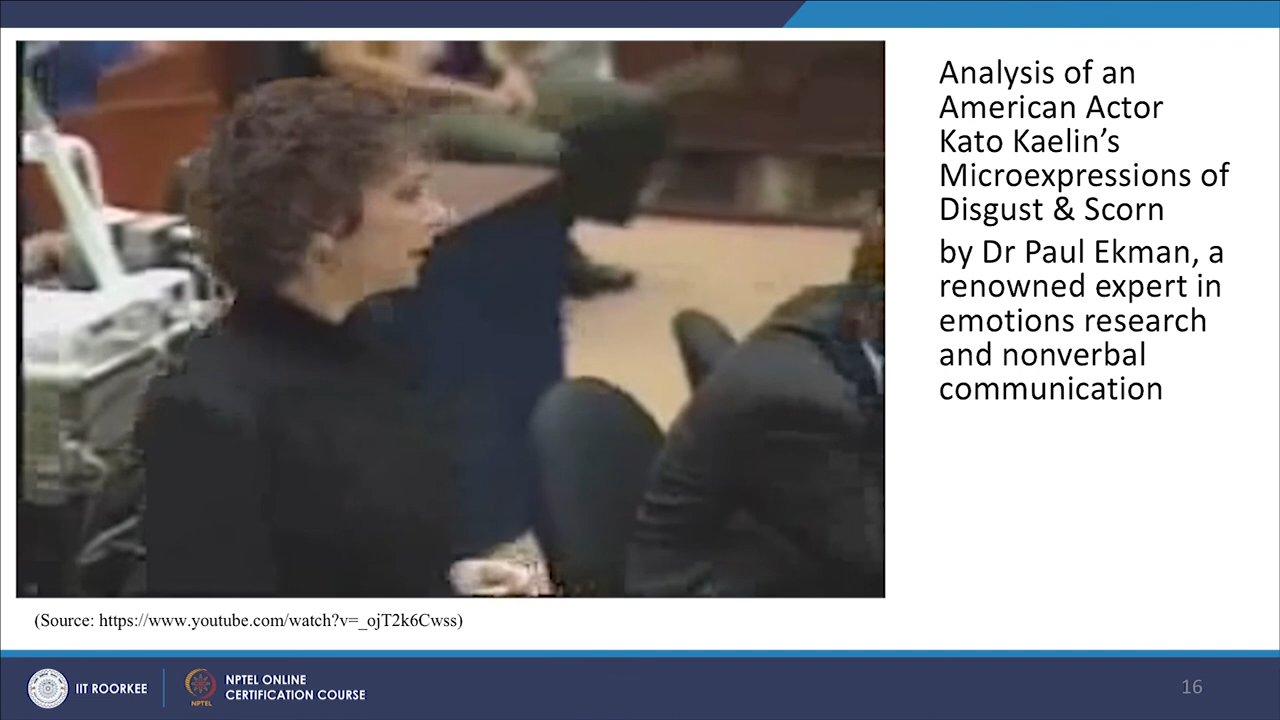 Analysis of an
American Actor
Kato Kaelin’s
Microexpressions of
Disgust & Scorn
by Dr Paul Ekman, a
renowned expert in
emotions research
and nonverbal
communication
(Source: https://www.youtube.com/watch?v=_ojT2k6Cwss)
IIT ROORKEE
NPTEL
NPTEL ONLINE
CERTIFICATION COURSE
16